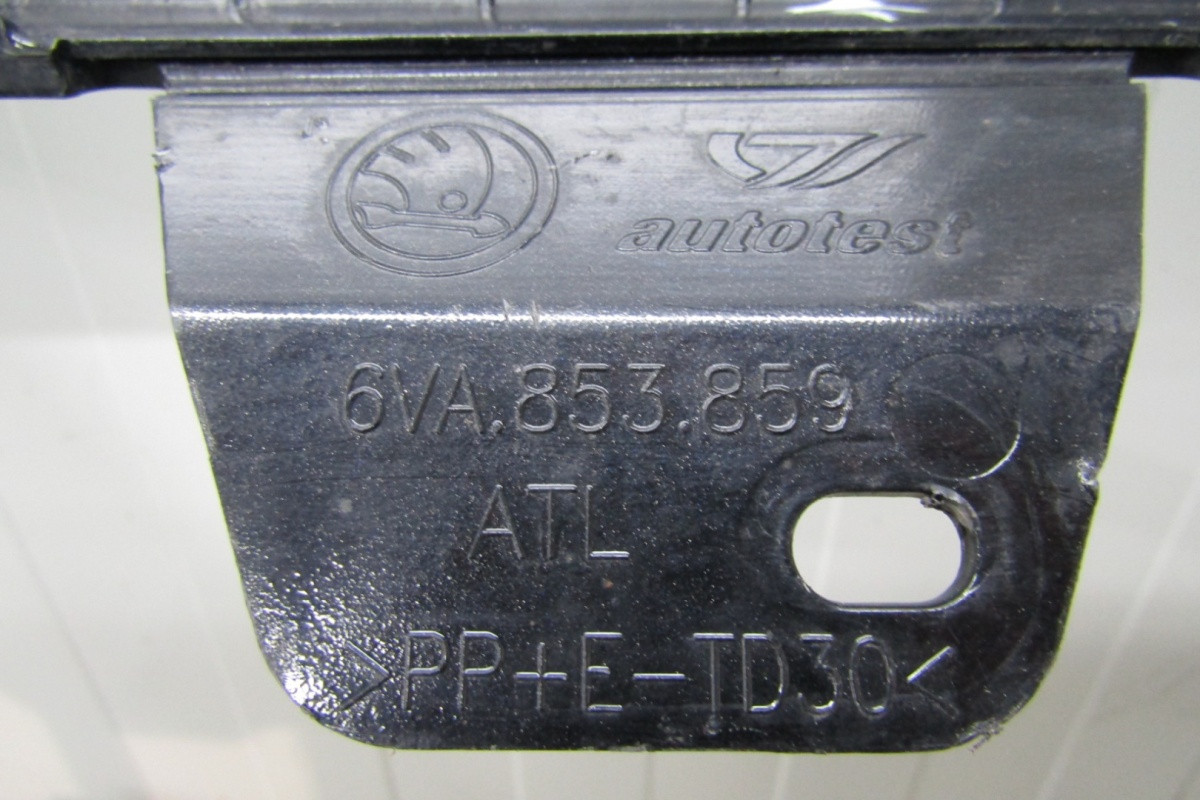 autotest
6VA.853.859
ATL
>PP+E-TD30<